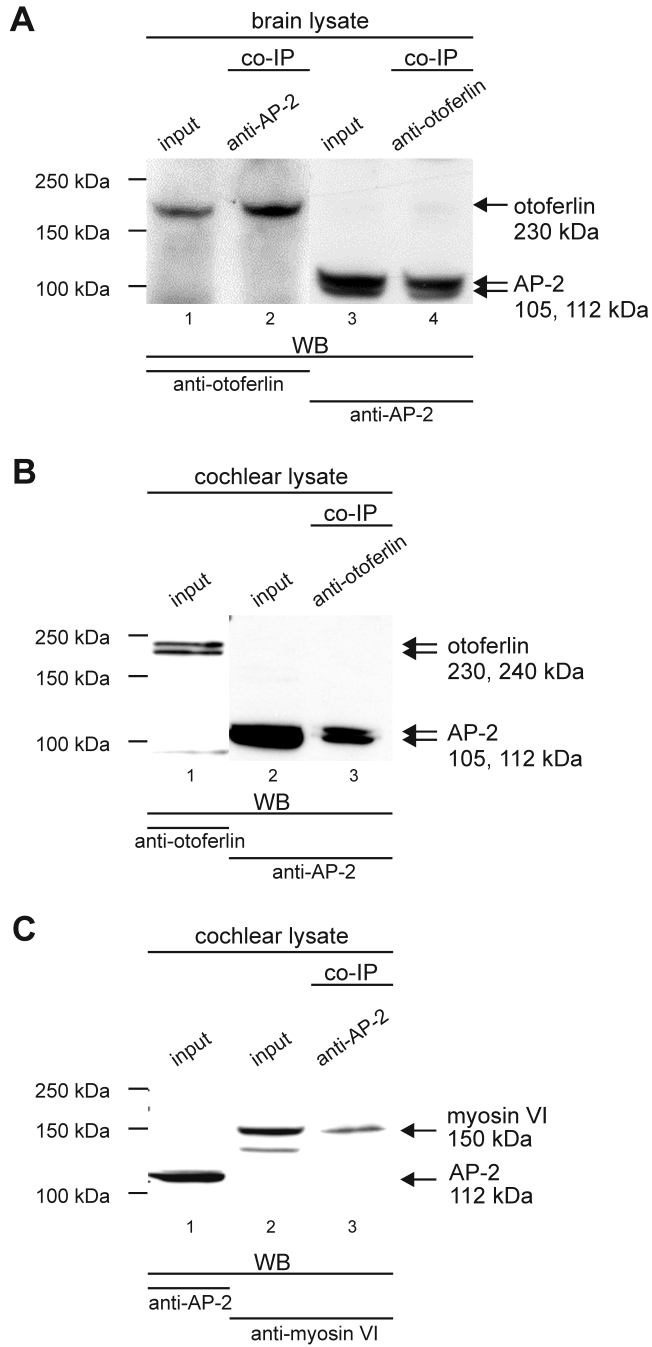 A
brain lysate
co-IP
co-IP
input
anti-AP-2
input
anti-otoferlin
250 kDa
150 kDa
100 kDa
otoferlin
230 kDa
AP-2
105, 112 kDa
1
2
3
4
WB
anti-otoferlin
anti-AP-2
B
cochlear lysate
co-IP
input
input
anti-otoferlin
250 kDa
150 kDa
100 kDa
otoferlin
230, 240 kDa
AP-2
105, 112 kDa
1
2
3
WB
anti-otoferlin
anti-AP-2
C
cochlear lysate
co-IP
input
input
anti-AP-2
250 kDa
150 kDa
100 kDa
myosin VI
150 kDa
AP-2
112 kDa
1
2
3
WB
anti-AP-2
anti-myosin VI